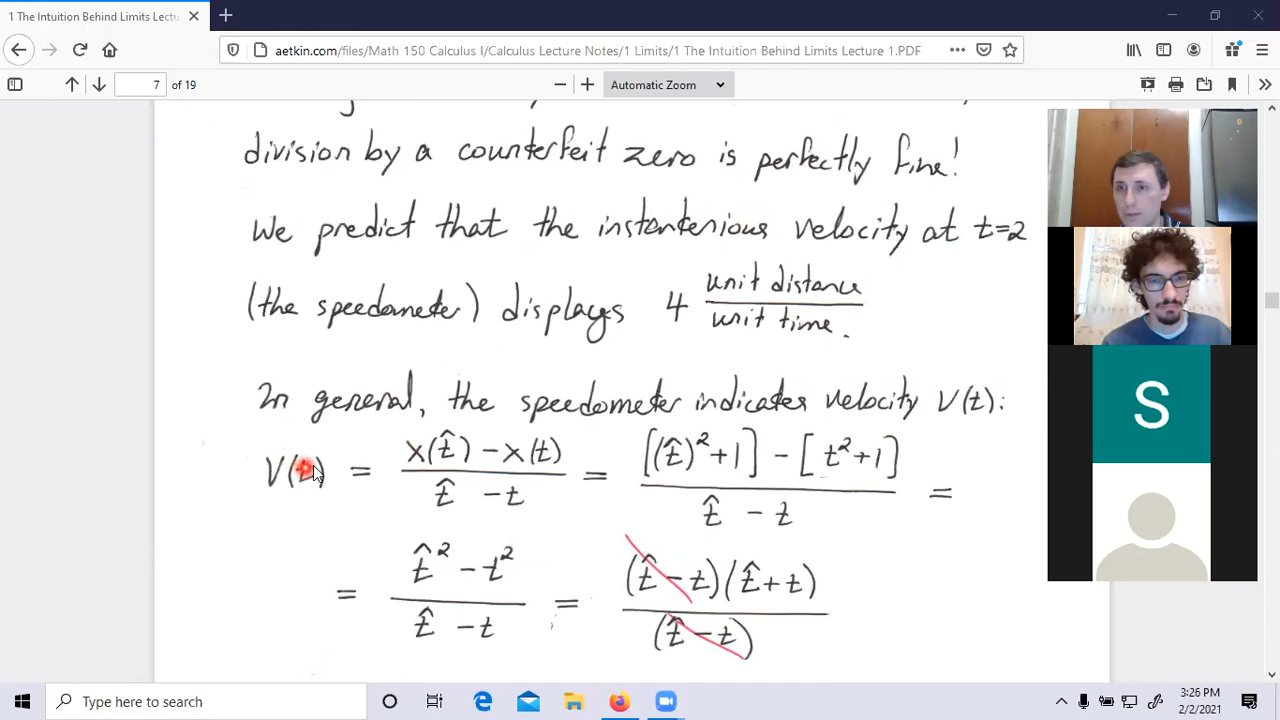 1 The Intuition Behind Limits Lectu
aetkin.com/files/Math 150 Calculus I/Calculus Lecture Notes/1 Limits/1 The Intuition Behind Limits Lecture 1.PDF
7 of 19
Automatic Zoom
division by a counterfeit zero is perfectly fine!
We predict that the instantenious velocity at t=2
(the speedometer) displays 4 unit distance / unit time.
In general, the speedometer indicates velocity V(t):
V(t) = x(t̂) - x(t) / t̂ - t = [(t̂)²+1] - [t²+1] / t̂ - t =
= t̂² - t² / t̂ - t = (t̂ - t)(t̂ + t) / (t̂ - t)
S
Type here to search
3:26 PM
2/2/2021